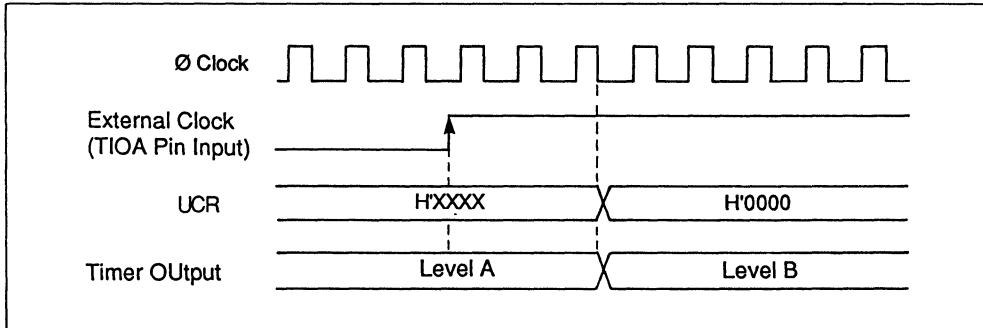 Ø Clock
External Clock
(TIOA Pin Input)
UCR
H'XXXX
H'0000
Timer OUtput
Level A
Level B